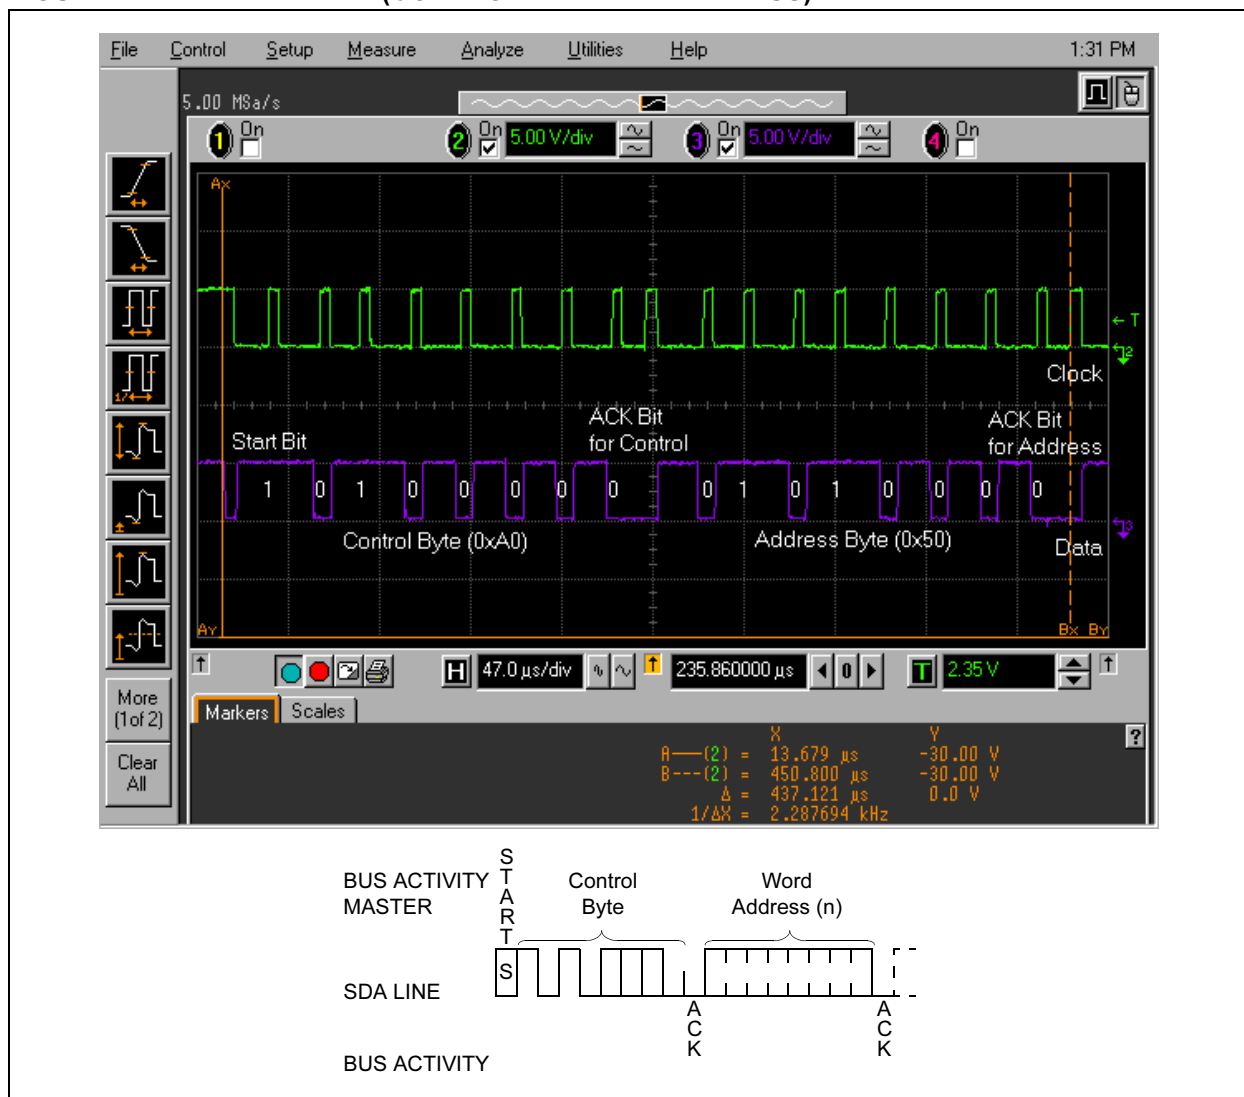 File Control Setup Measure Analyze Utilities Help 1:31 PM
5.00 MSa/s
1 On 2 On 5.00 V/div 3 On 5.00 V/div 4 On
Ax
T
2
Clock
ACK Bit
for Control
ACK Bit
for Address
Start Bit
1 0 1 0 0 0 0 0 0 1 0 1 0 0 0 0
Control Byte (0xA0)
Address Byte (0x50)
3
Data
Ay Bx By
H 47.0 µs/div 235.860000 µs 0 T 2.35 V
More
(1of 2)
Clear
All
Markers Scales
?
X Y
A——(2) = 13.679 µs -30.00 V
B---(2) = 450.800 µs -30.00 V
Δ = 437.121 µs 0.0 V
1/ΔX = 2.287694 kHz
BUS ACTIVITY
MASTER
START
Control
Byte
Word
Address (n)
S
SDA LINE
ACK
ACK
BUS ACTIVITY